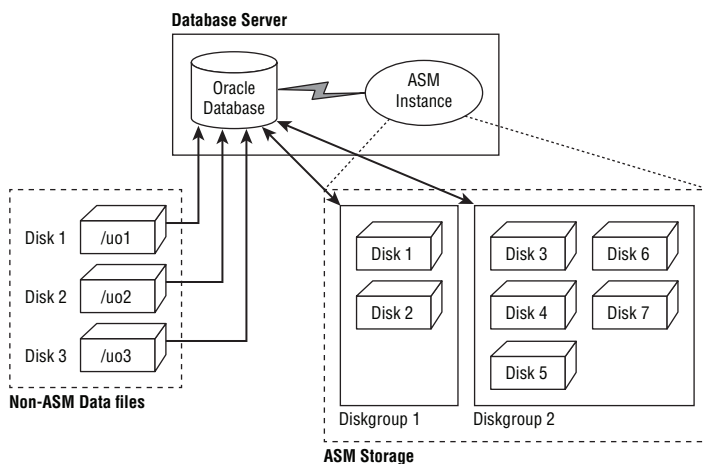 Database Server
Oracle
Database
ASM
Instance
Disk 1
/uo1
Disk 2
/uo2
Disk 3
/uo3
Non-ASM Data files
Disk 1
Disk 2
Diskgroup 1
Disk 3
Disk 6
Disk 4
Disk 7
Disk 5
Diskgroup 2
ASM Storage